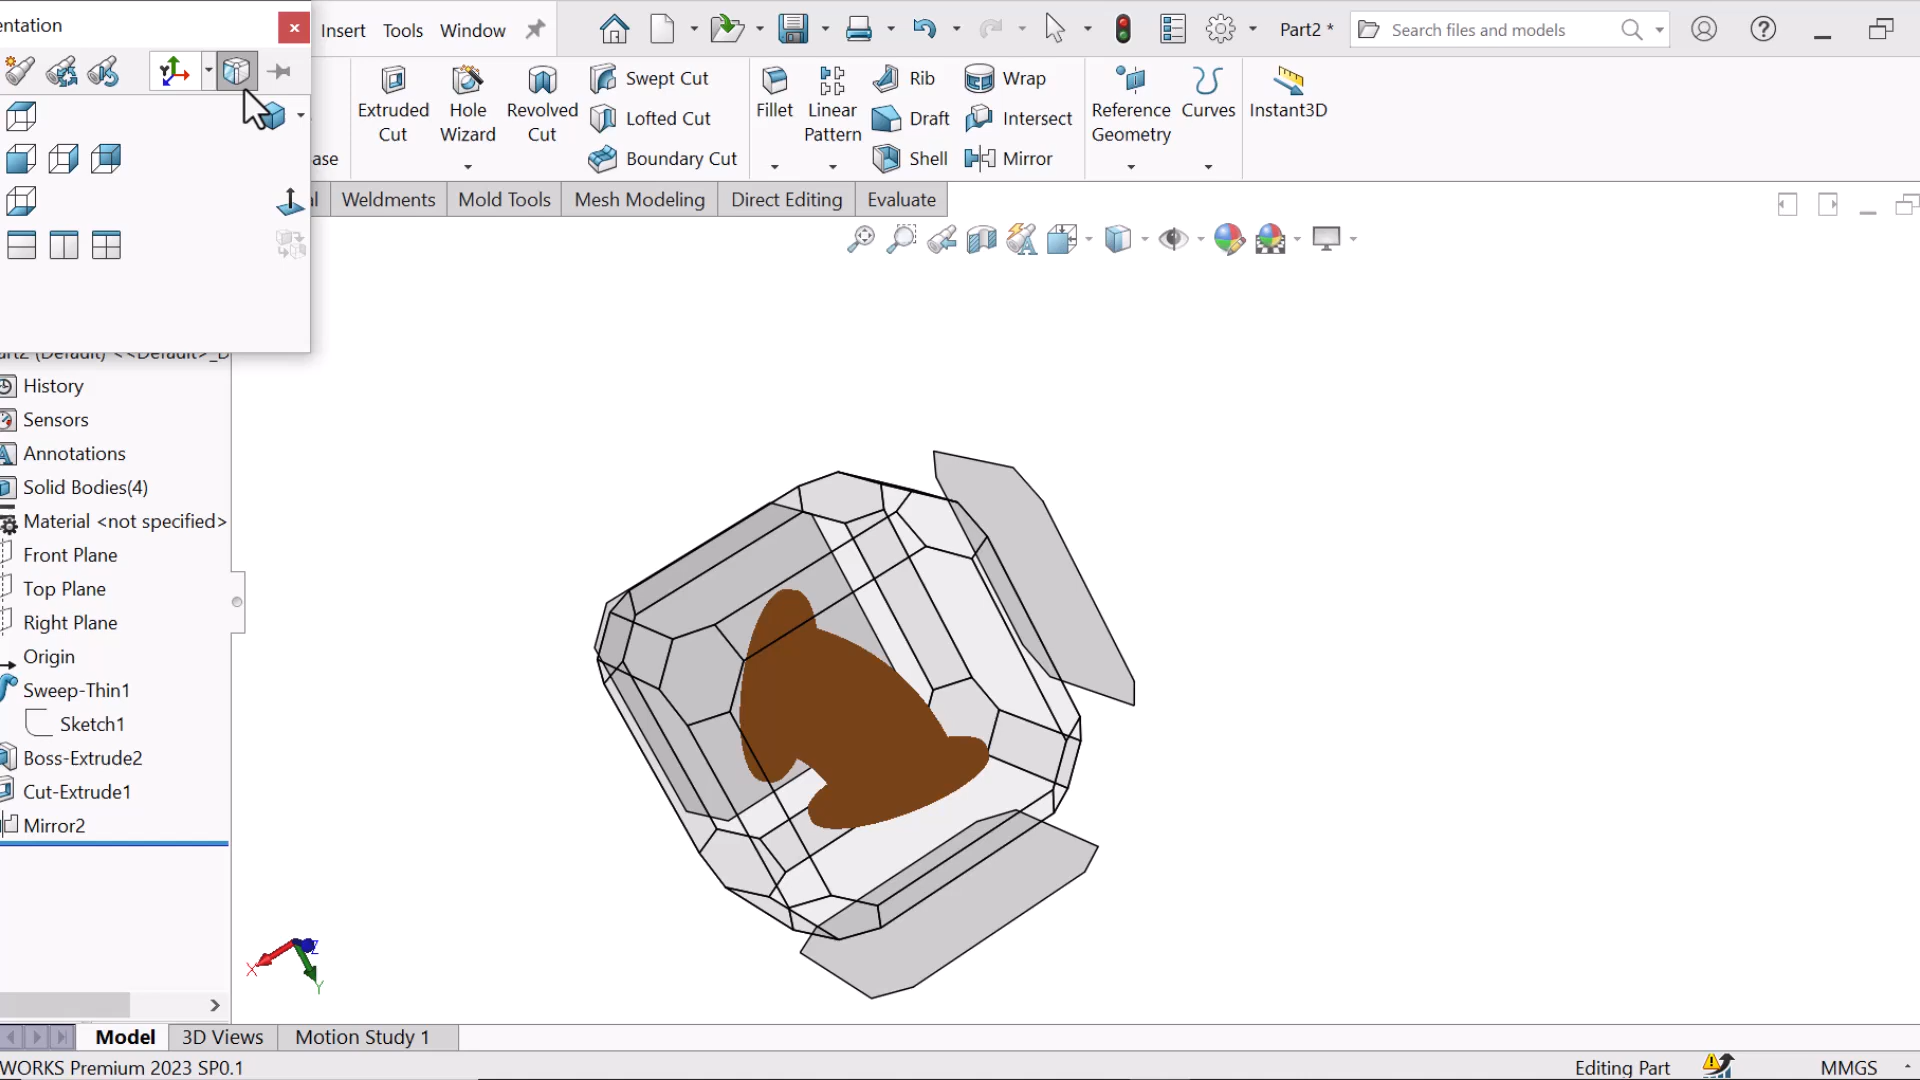 entation
Insert
Tools
Window
Part2 *
Search files and models
Extruded Cut
Hole Wizard
Revolved Cut
Swept Cut
Lofted Cut
Boundary Cut
Fillet
Linear Pattern
Rib
Draft
Shell
Wrap
Intersect
Mirror
Reference Geometry
Curves
Instant3D
ase
al
Weldments
Mold Tools
Mesh Modeling
Direct Editing
Evaluate
History
Sensors
Annotations
Solid Bodies(4)
Material <not specified>
Front Plane
Top Plane
Right Plane
Origin
Sweep-Thin1
Sketch1
Boss-Extrude2
Cut-Extrude1
Mirror2
X
Y
Z
Model
3D Views
Motion Study 1
WORKS Premium 2023 SP0.1
Editing Part
MMGS